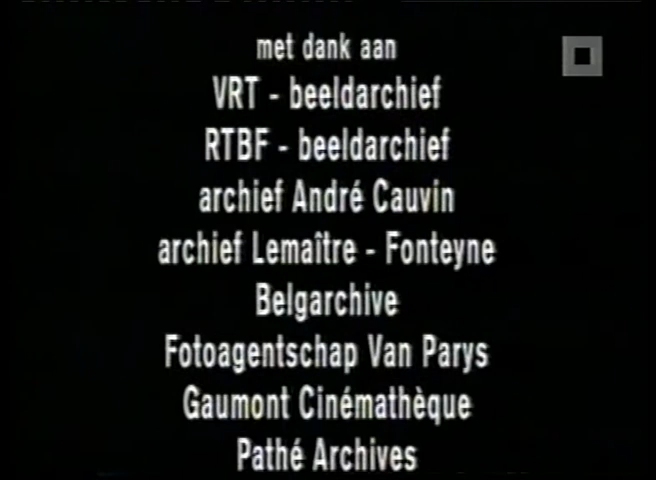 met dank aan
VRT - beeldarchief
RTBF - beeldarchief
archief André Cauvin
archief Lemaître - Fonteyne
Belgarchive
Fotoagentschap Van Parys
Gaumont Cinémathèque
Pathé Archives